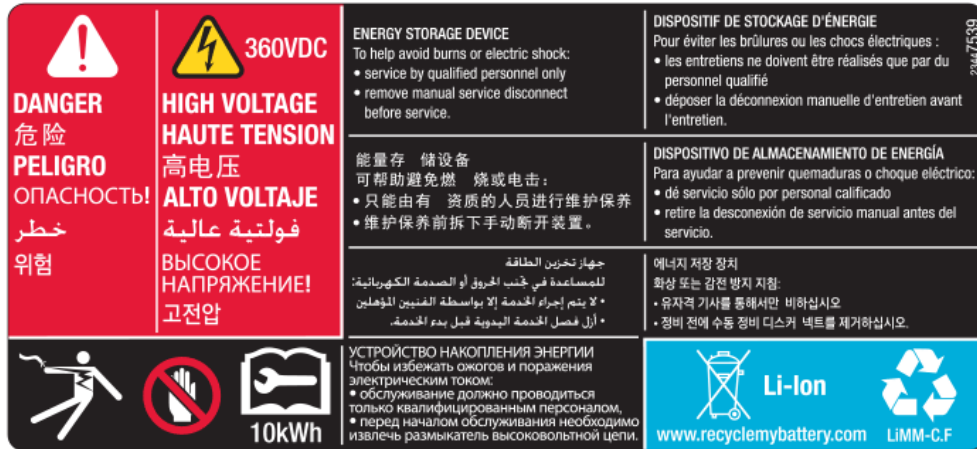 DANGER
危险
PELIGRO
ОПАСНОСТЬ!
خطر
위험
360VDC
HIGH VOLTAGE
HAUTE TENSION
高电压
ALTO VOLTAJE
فولتية عالية
ВЫСОКОЕ
НАПРЯЖЕНИЕ!
고전압
10kWh
ENERGY STORAGE DEVICE
To help avoid burns or electric shock:
• service by qualified personnel only
• remove manual service disconnect
before service.
DISPOSITIF DE STOCKAGE D'ÉNERGIE
Pour éviter les brûlures ou les chocs électriques :
• les entretiens ne doivent être réalisés que par du
personnel qualifié
• déposer la déconnexion manuelle d'entretien avant
l'entretien.
23447539
能量存 储设备
可帮助避免燃 烧或电击：
• 只能由有 资质的人员进行维护保养
• 维护保养前拆下手动断开装置。
DISPOSITIVO DE ALMACENAMIENTO DE ENERGÍA
Para ayudar a prevenir quemaduras o choque eléctrico:
• dé servicio sólo por personal calificado
• retire la desconexión de servicio manual antes del
servicio.
جهاز تخزين الطاقة
للمساعدة في تجنب الحروق أو الصدمة الكهربائية:
• لا يتم إجراء الخدمة إلا بواسطة الفنيين المؤهلين
• أزل فصل الخدمة اليدوية قبل بدء الخدمة.
에너지 저장 장치
화상 또는 감전 방지 지침:
• 유자격 기사를 통해서만 비하십시오
• 정비 전에 수동 정비 디스커 넥트를 제거하십시오.
УСТРОЙСТВО НАКОПЛЕНИЯ ЭНЕРГИИ
Чтобы избежать ожогов и поражения
электрическим током:
• обслуживание должно проводиться
только квалифицированным персоналом,
• перед началом обслуживания необходимо
извлечь размыкатель высоковольтной цепи.
Li-Ion
www.recyclemybattery.com
LiMM-C.F